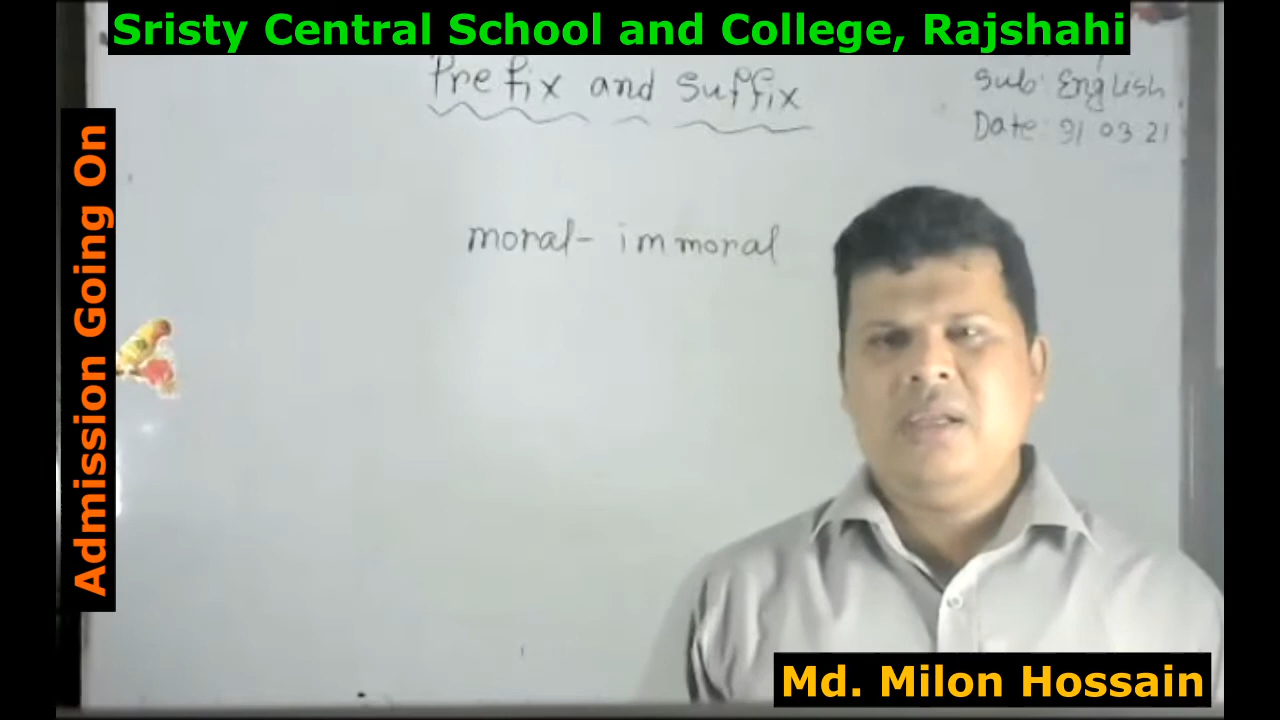 Sristy Central School and College, Rajshahi
Prefix and Suffix
Sub: English
Date: 31 03 21
moral- immoral
Admission Going On
Md. Milon Hossain